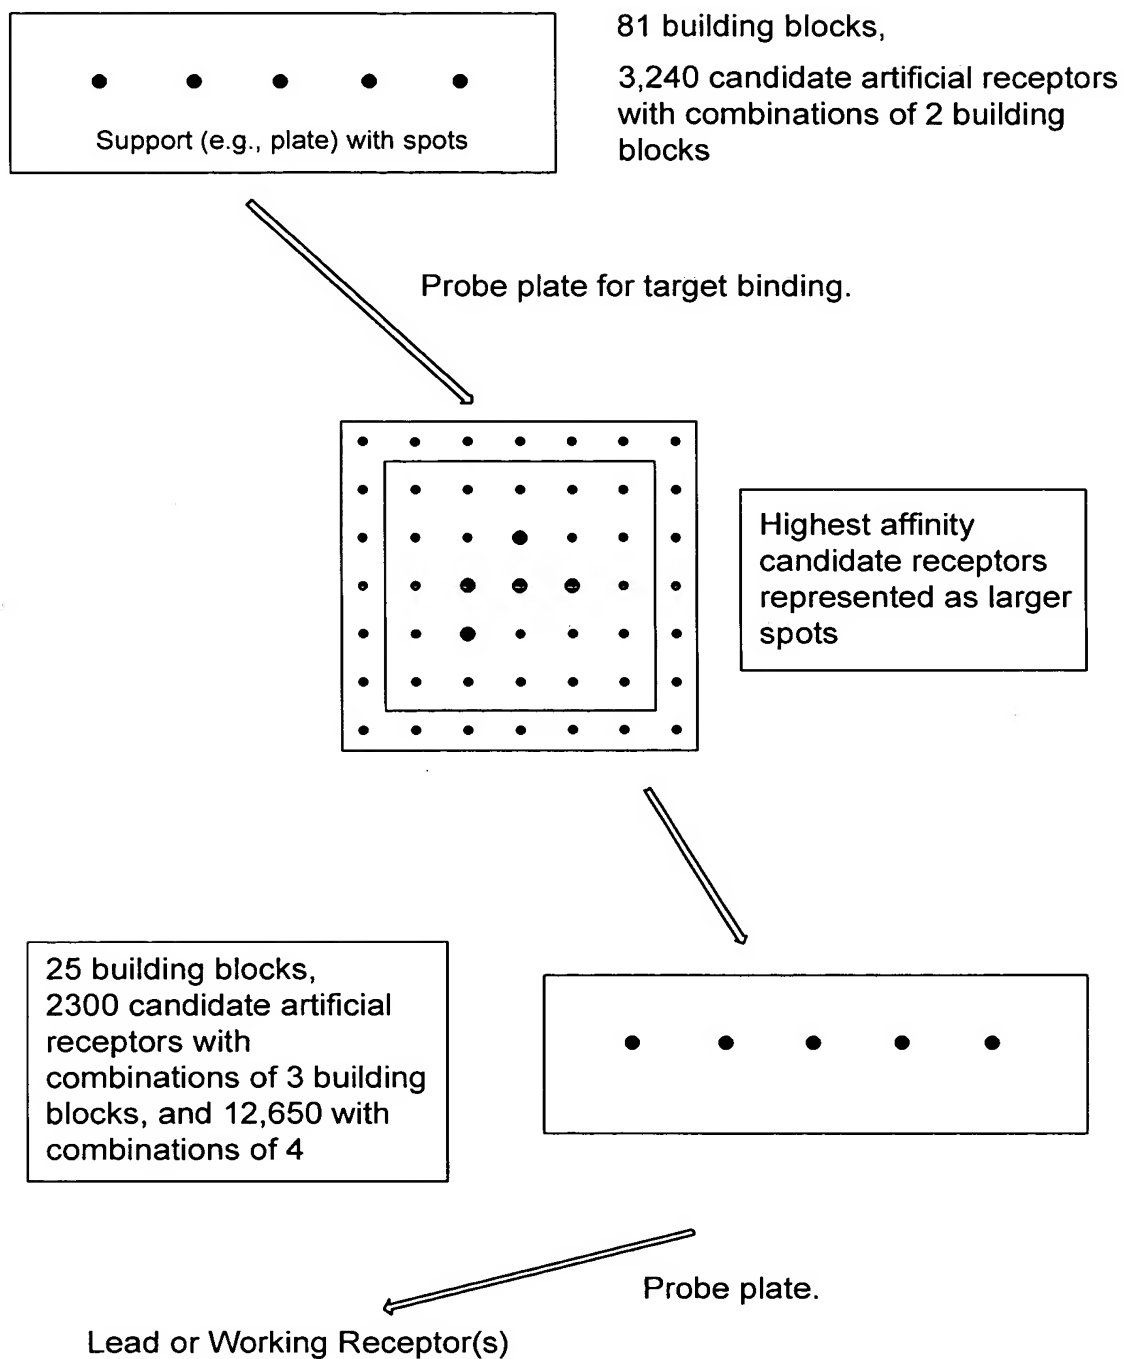 81 building blocks,
3,240 candidate artificial receptors
with combinations of 2 building
blocks
Support (e.g., plate) with spots
Probe plate for target binding.
Highest affinity
candidate receptors
represented as larger
spots
25 building blocks,
2300 candidate artificial
receptors with
combinations of 3 building
blocks, and 12,650 with
combinations of 4
Probe plate.
Lead or Working Receptor(s)